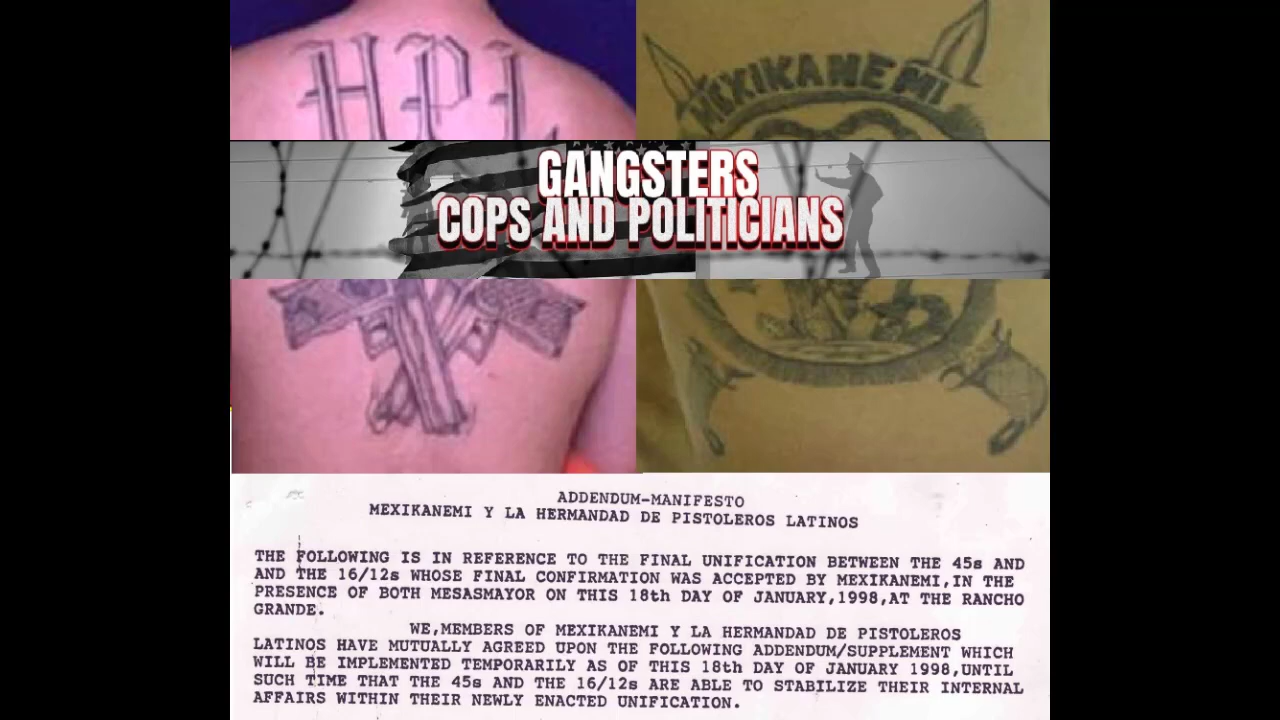 HPL
MEXIKANEMI
GANGSTERS
COPS AND POLITICIANS
ADDENDUM-MANIFESTO
MEXIKANEMI Y LA HERMANDAD DE PISTOLEROS LATINOS
THE FOLLOWING IS IN REFERENCE TO THE FINAL UNIFICATION BETWEEN THE 45s AND
AND THE 16/12s WHOSE FINAL CONFIRMATION WAS ACCEPTED BY MEXIKANEMI,IN THE
PRESENCE OF BOTH MESASMAYOR ON THIS 18th DAY OF JANUARY,1998,AT THE RANCHO
GRANDE.
WE,MEMBERS OF MEXIKANEMI Y LA HERMANDAD DE PISTOLEROS
LATINOS HAVE MUTUALLY AGREED UPON THE FOLLOWING ADDENDUM/SUPPLEMENT WHICH
WILL BE IMPLEMENTED TEMPORARILY AS OF THIS 18th DAY OF JANUARY 1998,UNTIL
SUCH TIME THAT THE 45s AND THE 16/12s ARE ABLE TO STABILIZE THEIR INTERNAL
AFFAIRS WITHIN THEIR NEWLY ENACTED UNIFICATION.